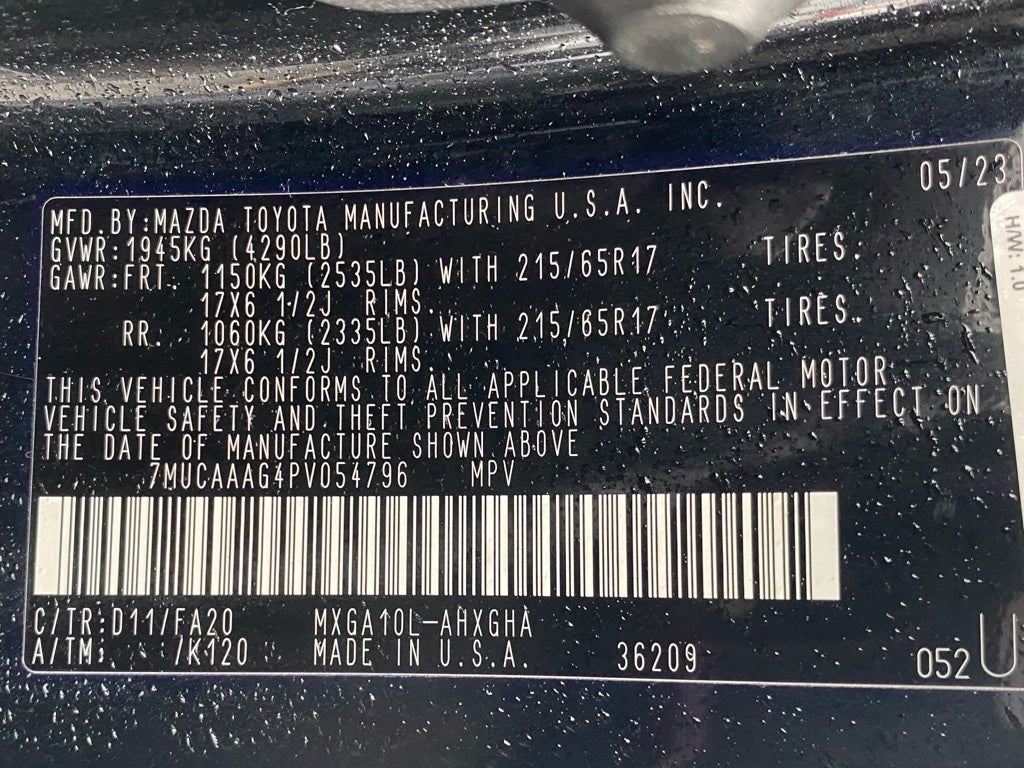 05/23
MFD.BY:MAZDA TOYOTA MANUFACTURING U.S.A. INC.
GVWR:1945KG (4290LB)
GAWR:FRT. 1150KG (2535LB) WITH 215/65R17 TIRES.
17X6 1/2J RIMS.
RR. 1060KG (2335LB) WITH 215/65R17 TIRES.
17X6 1/2J RIMS.
THIS VEHICLE CONFORMS TO ALL APPLICABLE FEDERAL MOTOR
VEHICLE SAFETY AND THEFT PREVENTION STANDARDS IN EFFECT ON
THE DATE OF MANUFACTURE SHOWN ABOVE
7MUCAAAG4PV054796 MPV
C/TR:D11/FA20 MXGA10L-AHXGHA
A/TM: /K120 MADE IN U.S.A. 36209 052 U
H/W: 1.0